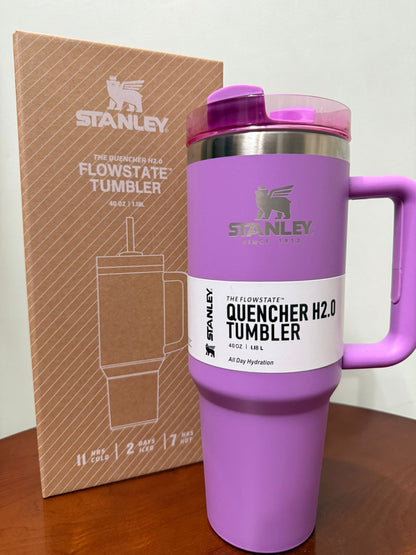 STANLEY
THE QUENCHER H2.0
FLOWSTATE™
TUMBLER
40 OZ | 1.18L
11 HRS COLD | 2 DAYS ICED | 7 HRS HOT
STANLEY
SINCE 1913
STANLEY
THE FLOWSTATE™
QUENCHER H2.0
TUMBLER
40 OZ | 1.18 L
All Day Hydration